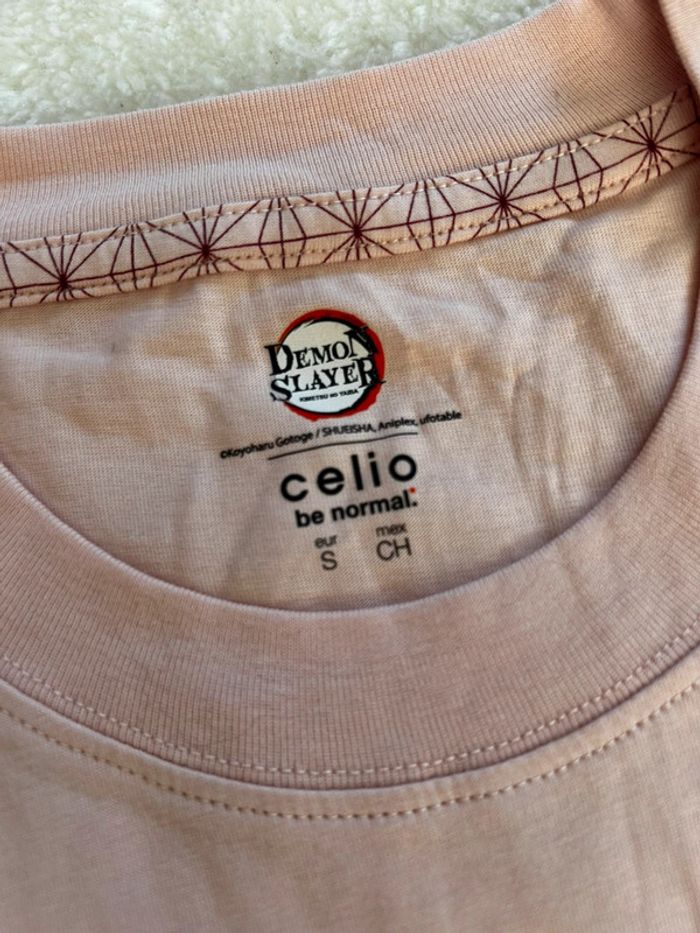 DEMON
SLAYER
KIMETSU NO YAIBA
©Koyoharu Gotoge / SHUEISHA, Aniplex, ufotable
celio
be normal:
eur mex
S CH